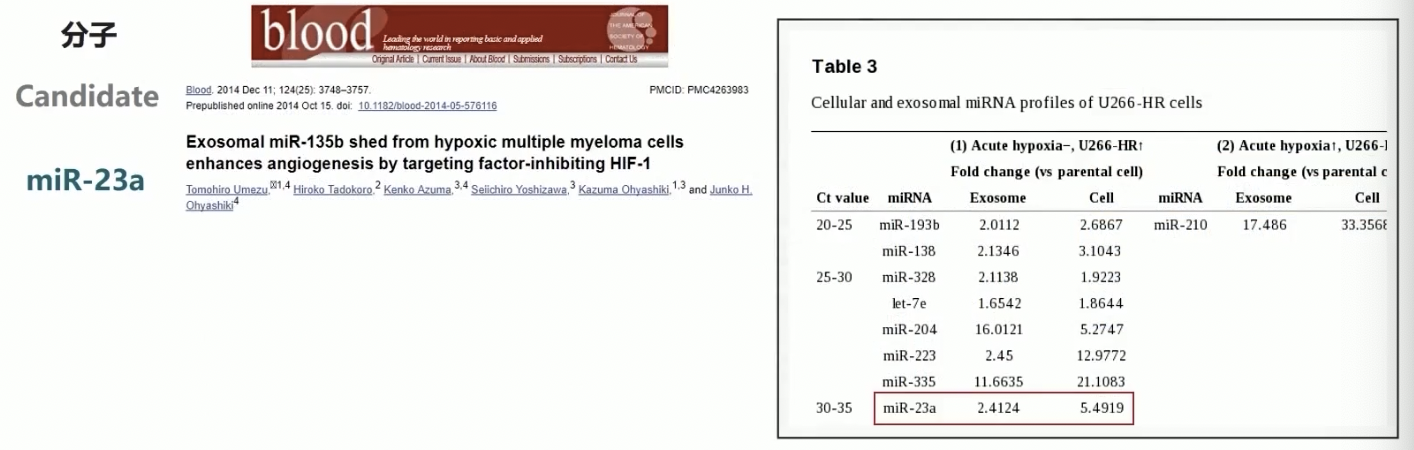 分子
Candidate
miR-23a
blood
Leading the world in reporting basic and applied
hematology research
JOURNAL OF
THE AMERICAN
SOCIETY OF
HEMATOLOGY
Original Article | Current Issue | About Blood | Submissions | Subscriptions | Contact Us
Blood. 2014 Dec 11; 124(25): 3748–3757. PMCID: PMC4263983
Prepublished online 2014 Oct 15. doi: 10.1182/blood-2014-05-576116
Exosomal miR-135b shed from hypoxic multiple myeloma cells
enhances angiogenesis by targeting factor-inhibiting HIF-1
Tomohiro Umezu,✉1,4 Hiroko Tadokoro,2 Kenko Azuma,3,4 Seiichiro Yoshizawa,3 Kazuma Ohyashiki,1,3 and Junko H.
Ohyashiki4
Table 3
Cellular and exosomal miRNA profiles of U266-HR cells
(1) Acute hypoxia−, U266-HR↑ (2) Acute hypoxia↑, U266-
Fold change (vs parental cell) Fold change (vs parental c
Ct value miRNA Exosome Cell miRNA Exosome Cell
20-25 miR-193b 2.0112 2.6867 miR-210 17.486 33.3568
miR-138 2.1346 3.1043
25-30 miR-328 2.1138 1.9223
let-7e 1.6542 1.8644
miR-204 16.0121 5.2747
miR-223 2.45 12.9772
miR-335 11.6635 21.1083
30-35 miR-23a 2.4124 5.4919